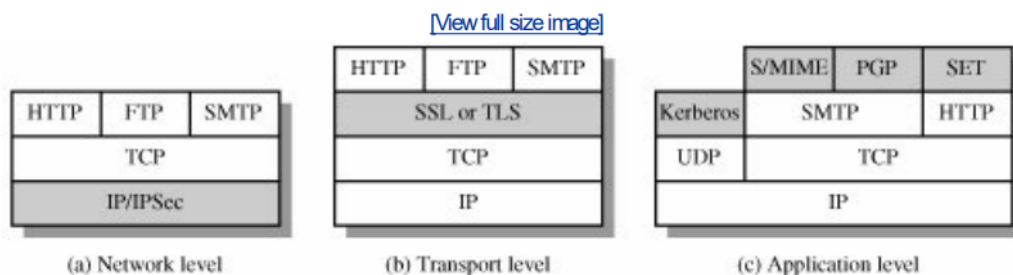 [View full size image]
HTTP FTP SMTP
TCP
IP/IPSec
(a) Network level
HTTP FTP SMTP
SSL or TLS
TCP
IP
(b) Transport level
S/MIME PGP SET
Kerberos SMTP HTTP
UDP TCP
IP
(c) Application level